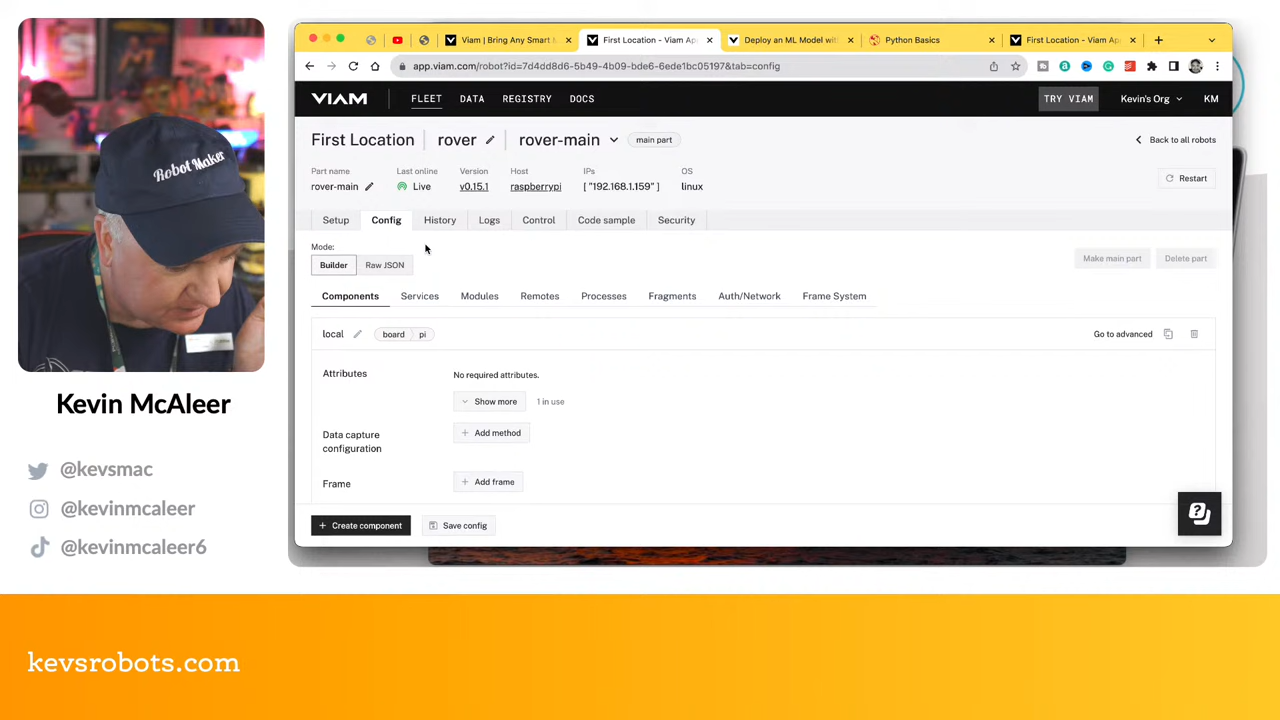 Robot Maker
Kevin McAleer
@kevsmac
@kevinmcaleer
@kevinmcaleer6
kevsrobots.com
Viam | Bring Any Smart M
First Location - Viam Ap
Deploy an ML Model with
Python Basics
First Location - Viam Ap
app.viam.com/robot?id=7d4dd8d6-5b49-4b09-bde6-6ede1bc05197&tab=config
VIAM
FLEET DATA REGISTRY DOCS
TRY VIAM
Kevin's Org
KM
First Location rover rover-main main part
Back to all robots
Part name Last online Version Host IPs OS
rover-main Live v0.15.1 raspberrypi [ "192.168.1.159" ] linux
Restart
Setup Config History Logs Control Code sample Security
Mode:
Builder Raw JSON
Make main part Delete part
Components Services Modules Remotes Processes Fragments Auth/Network Frame System
local board pi
Go to advanced
Attributes No required attributes.
Show more 1 in use
Data capture
configuration
+ Add method
Frame + Add frame
+ Create component Save config